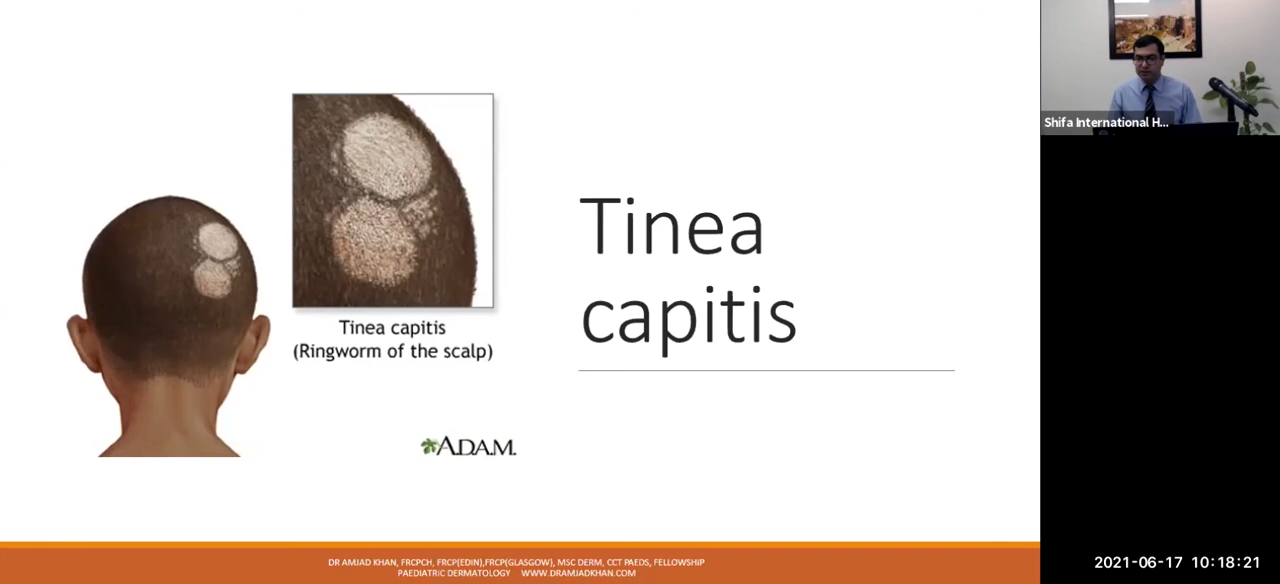 Shifa International H...
Tinea
capitis
Tinea capitis
(Ringworm of the scalp)
A.D.A.M.
DR AMJAD KHAN, FRCPCH, FRCP(EDIN),FRCP(GLASGOW), MSC DERM, CCT PAEDS, FELLOWSHIP
PAEDIATRIC DERMATOLOGY WWW.DRAMJADKHAN.COM
2021-06-17 10:18:21